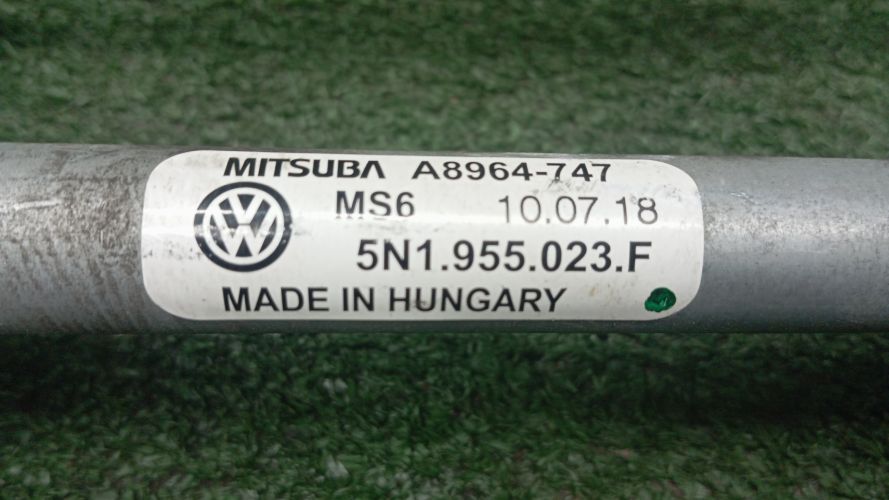 MITSUBA A8964-747
MS6 10.07.18
5N1.955.023.F
MADE IN HUNGARY